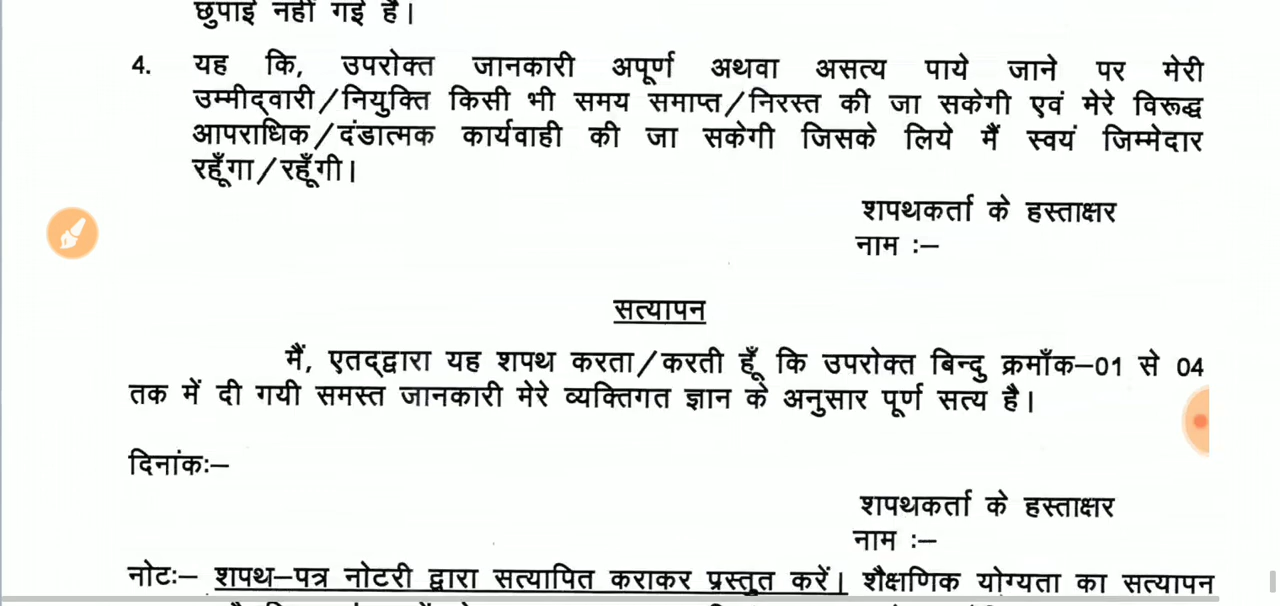 छुपाई नहीं गई है।
4. यह कि, उपरोक्त जानकारी अपूर्ण अथवा असत्य पाये जाने पर मेरी
उम्मीद्वारी/नियुक्ति किसी भी समय समाप्त/निरस्त की जा सकेगी एवं मेरे विरूद्ध
आपराधिक/दंडात्मक कार्यवाही की जा सकेगी जिसके लिये मैं स्वयं जिम्मेदार
रहूँगा/रहूँगी।
शपथकर्ता के हस्ताक्षर
नाम :–
सत्यापन
मैं, एतद्द्वारा यह शपथ करता/करती हूँ कि उपरोक्त बिन्दु क्रमाँक–01 से 04
तक में दी गयी समस्त जानकारी मेरे व्यक्तिगत ज्ञान के अनुसार पूर्ण सत्य है।
दिनांकः–
शपथकर्ता के हस्ताक्षर
नाम :–
नोटः– शपथ–पत्र नोटरी द्वारा सत्यापित कराकर प्रस्तुत करें। शैक्षणिक योग्यता का सत्यापन